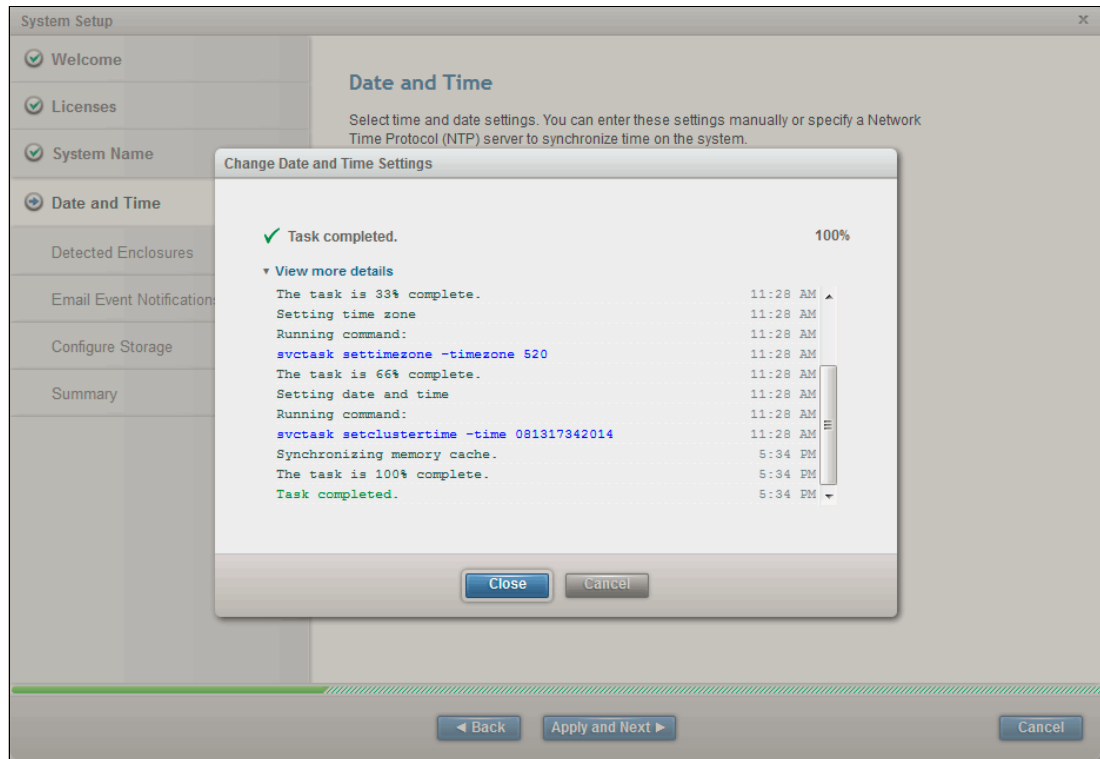 System Setup
x
Welcome
Licenses
System Name
Date and Time
Detected Enclosures
Email Event Notification
Configure Storage
Summary
Date and Time
Select time and date settings. You can enter these settings manually or specify a Network
Time Protocol (NTP) server to synchronize time on the system.
Change Date and Time Settings
Task completed. 100%
View more details
The task is 33% complete. 11:28 AM
Setting time zone 11:28 AM
Running command: 11:28 AM
svctask settimezone -timezone 520 11:28 AM
The task is 66% complete. 11:28 AM
Setting date and time 11:28 AM
Running command: 11:28 AM
svctask setclustertime -time 081317342014 11:28 AM
Synchronizing memory cache. 5:34 PM
The task is 100% complete. 5:34 PM
Task completed. 5:34 PM
Close Cancel
Back Apply and Next Cancel